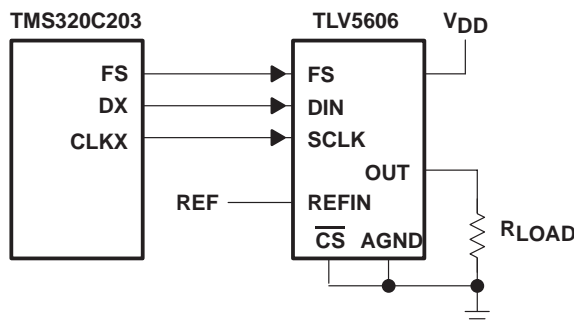 TMS320C203
TLV5606
VDD
FS
DX
CLKX
FS
DIN
SCLK
OUT
REF
REFIN
CS
AGND
RLOAD